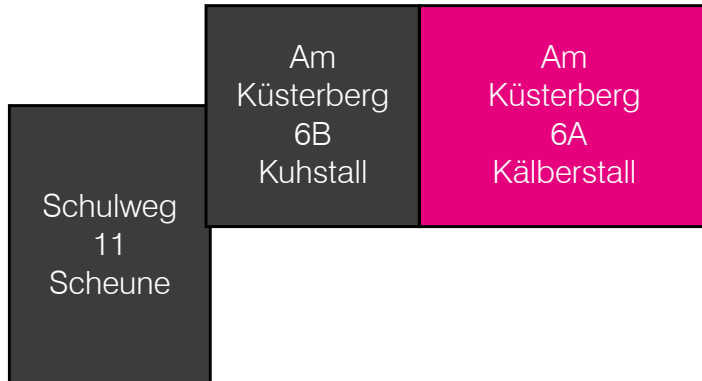 Am
Küsterberg
6B
Kuhstall
Am
Küsterberg
6A
Kälberstall
Schulweg
11
Scheune